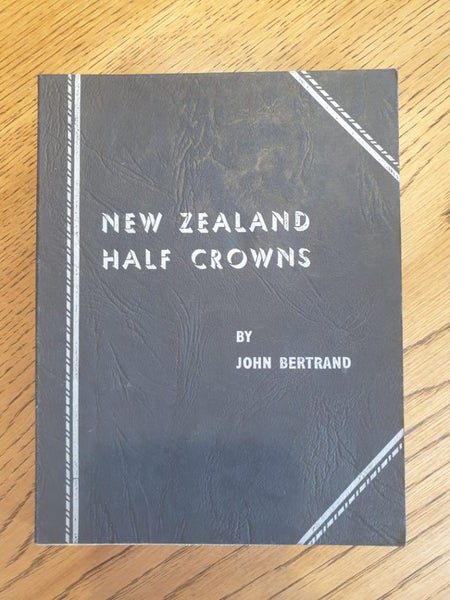 NEW ZEALAND
HALF CROWNS
BY
JOHN BERTRAND